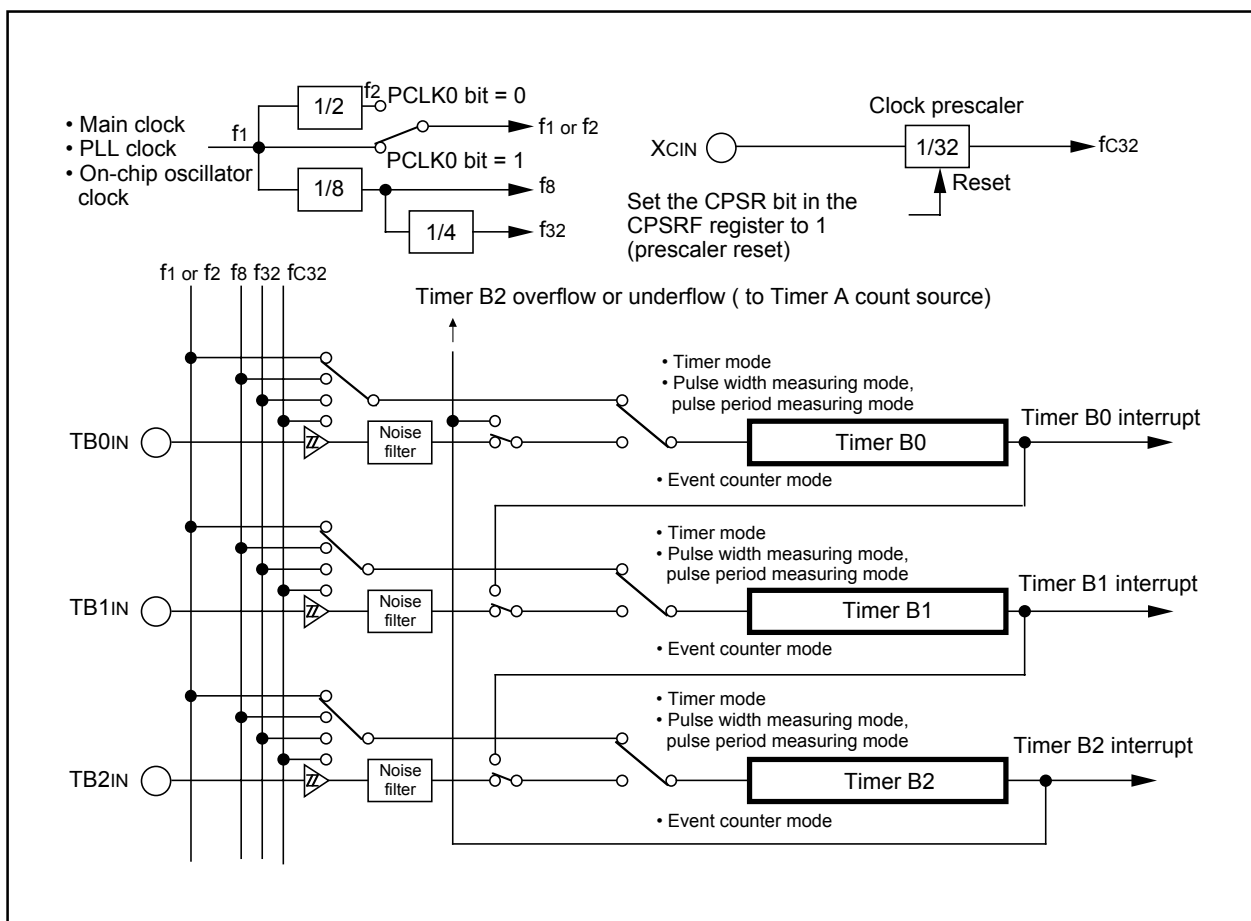 • Main clock
• PLL clock
• On-chip oscillator
clock
f1
1/2
f2
PCLK0 bit = 0
f1 or f2
PCLK0 bit = 1
1/8
f8
1/4
f32
Clock prescaler
XCIN
1/32
fC32
Reset
Set the CPSR bit in the
CPSRF register to 1
(prescaler reset)
f1 or f2 f8 f32 fC32
Timer B2 overflow or underflow ( to Timer A count source)
• Timer mode
• Pulse width measuring mode,
pulse period measuring mode
TB0IN
Noise
filter
Timer B0
Timer B0 interrupt
• Event counter mode
• Timer mode
• Pulse width measuring mode,
pulse period measuring mode
TB1IN
Noise
filter
Timer B1
Timer B1 interrupt
• Event counter mode
• Timer mode
• Pulse width measuring mode,
pulse period measuring mode
TB2IN
Noise
filter
Timer B2
Timer B2 interrupt
• Event counter mode